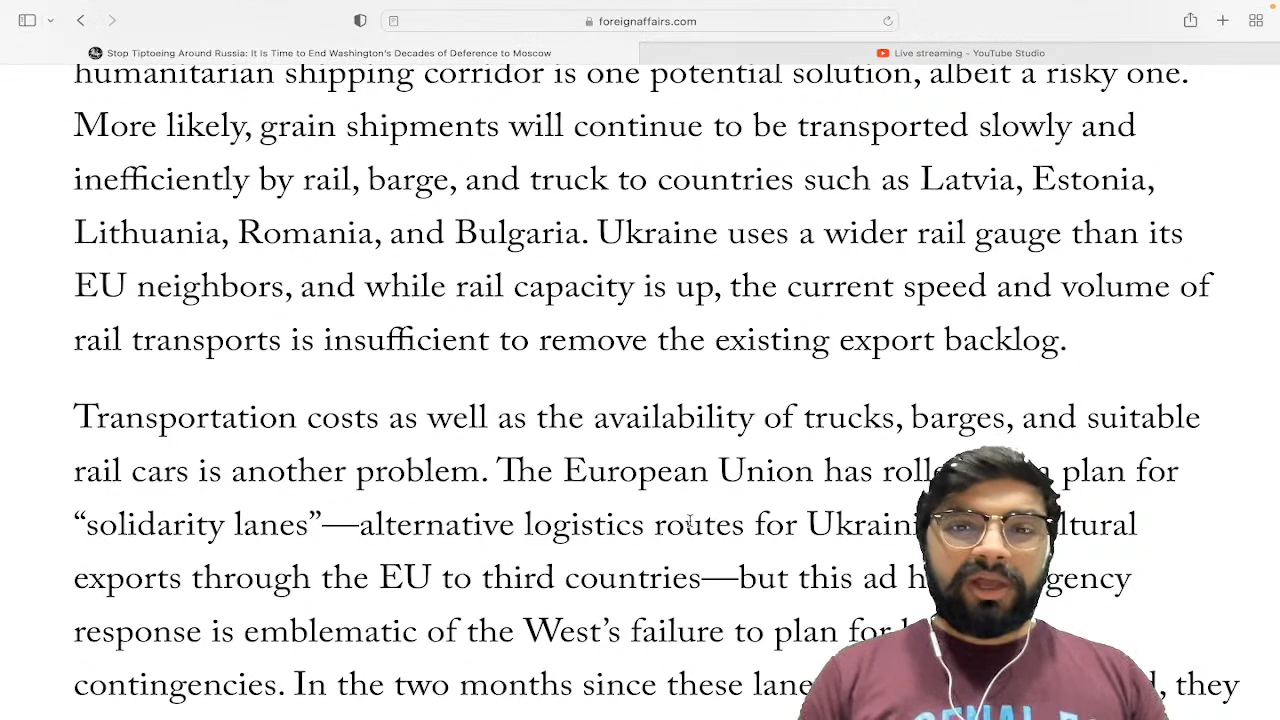 foreignaffairs.com
Stop Tiptoeing Around Russia: It Is Time to End Washington's Decades of Deference to Moscow
Live streaming - YouTube Studio
humanitarian shipping corridor is one potential solution, albeit a risky one.
More likely, grain shipments will continue to be transported slowly and
inefficiently by rail, barge, and truck to countries such as Latvia, Estonia,
Lithuania, Romania, and Bulgaria. Ukraine uses a wider rail gauge than its
EU neighbors, and while rail capacity is up, the current speed and volume of
rail transports is insufficient to remove the existing export backlog.
Transportation costs as well as the availability of trucks, barges, and suitable
rail cars is another problem. The European Union has plan for
“solidarity lanes”—alternative logistics routes for
exports through the EU to third countries—but this ad
response is emblematic of the West’s failure to plan for
contingencies. In the two months since these they